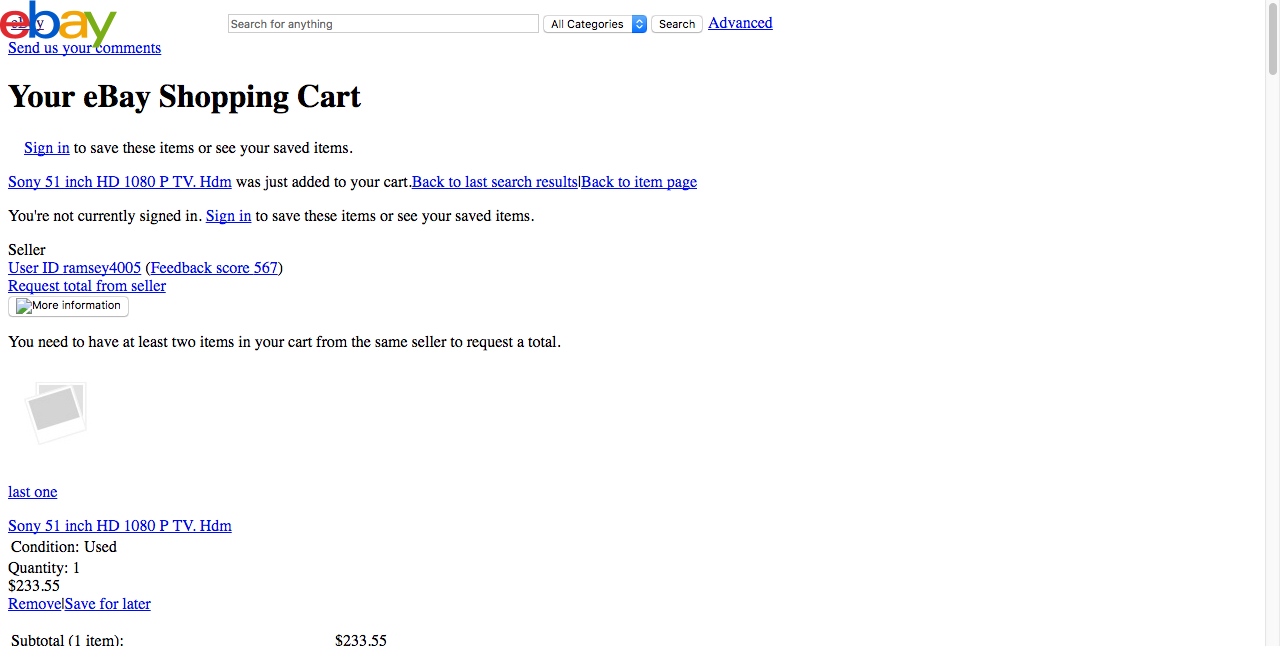 ebay
eBay
Search for anything All Categories Search Advanced
Send us your comments
Your eBay Shopping Cart
Sign in to save these items or see your saved items.
Sony 51 inch HD 1080 P TV. Hdm was just added to your cart.Back to last search results|Back to item page
You're not currently signed in. Sign in to save these items or see your saved items.
Seller
User ID ramsey4005 (Feedback score 567)
Request total from seller
More information
You need to have at least two items in your cart from the same seller to request a total.
last one
Sony 51 inch HD 1080 P TV. Hdm
Condition: Used
Quantity: 1
$233.55
Remove|Save for later
Subtotal (1 item): $233.55